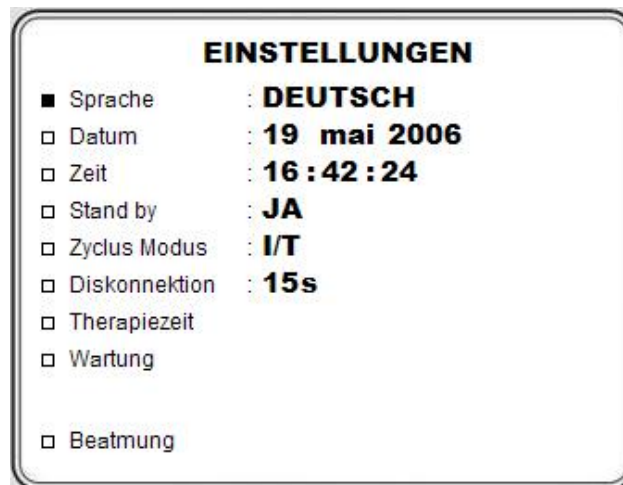 EINSTELLUNGEN
Sprache : DEUTSCH
Datum : 19 mai 2006
Zeit : 16:42:24
Stand by : JA
Zyclus Modus : I/T
Diskonnektion : 15s
Therapiezeit
Wartung
Beatmung